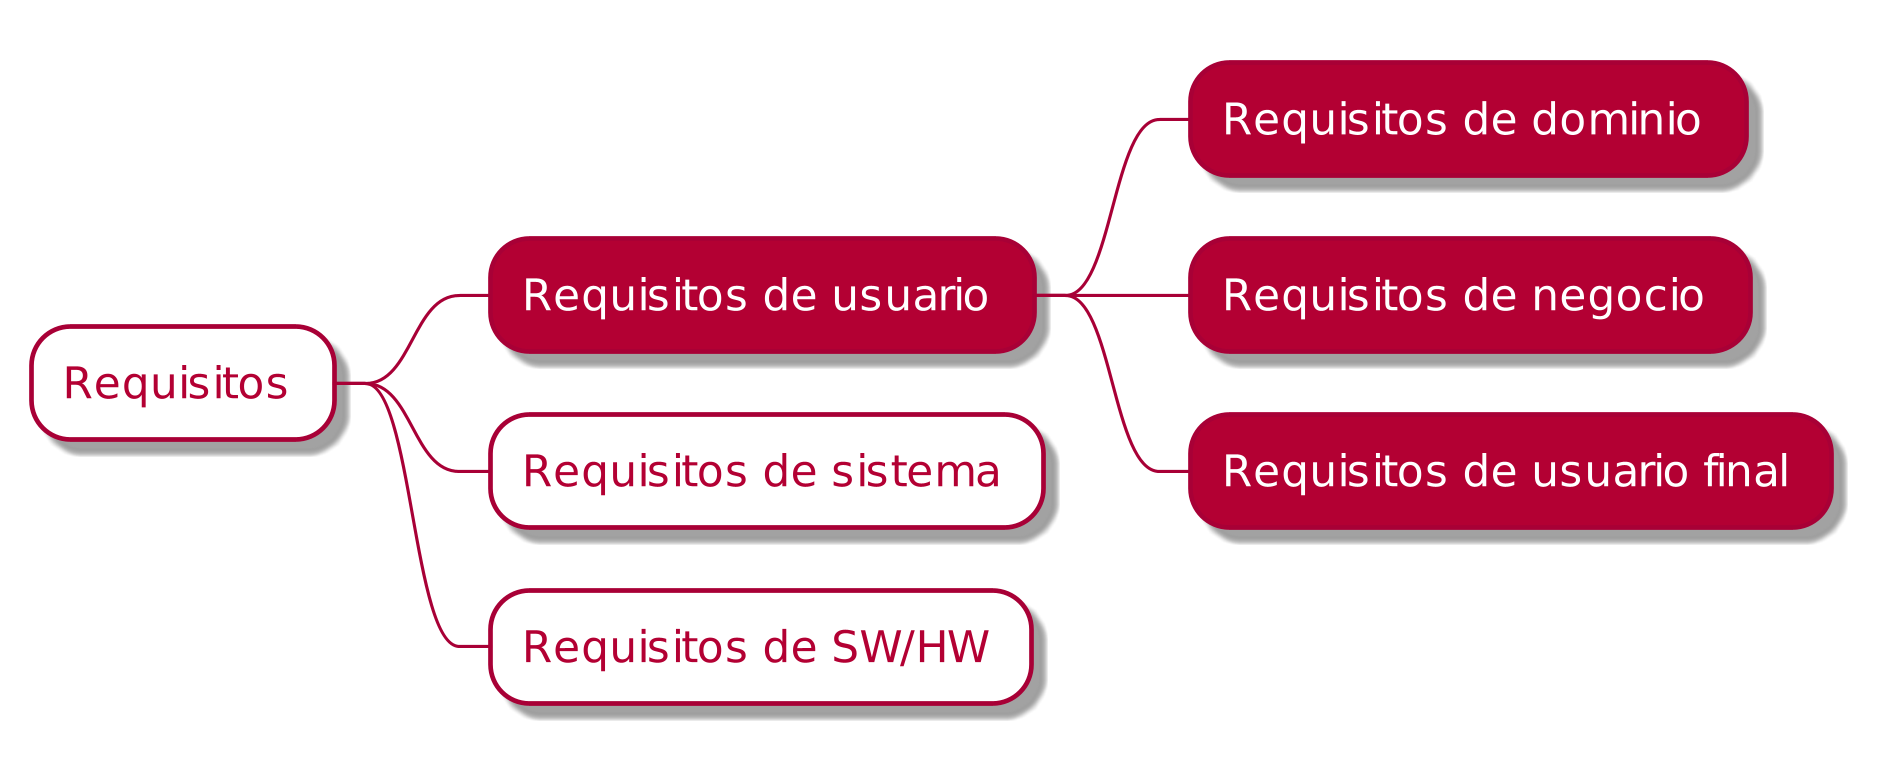 Requisitos
Requisitos de usuario
Requisitos de sistema
Requisitos de SW/HW
Requisitos de dominio
Requisitos de negocio
Requisitos de usuario final